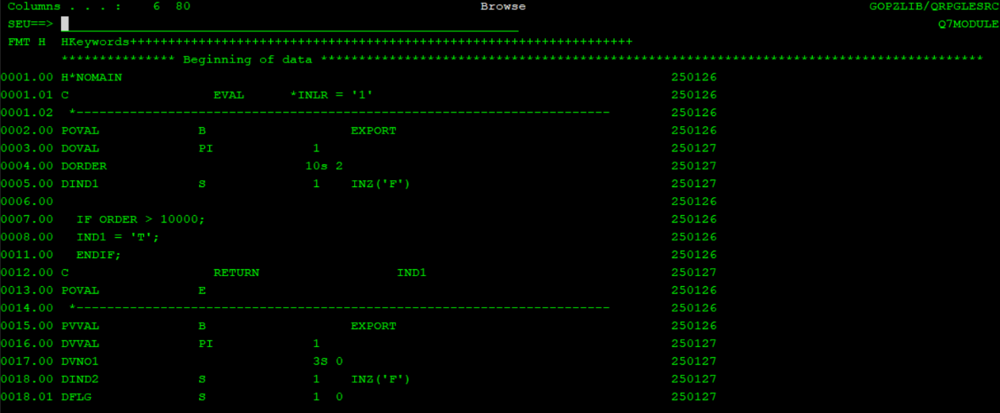 Columns . . . :    6  80                                      Browse                                              GOPZLIB/QRPGLESRC
SEU==>                                                                                                                     Q7MODULE
FMT H  HKeywords++++++++++++++++++++++++++++++++++++++++++++++++++++++++++++++++++
       *************** Beginning of data ***************************************************************************************
0001.00 H*NOMAIN                                                                        250126
0001.01 C                   EVAL      *INLR = '1'                                       250126
0001.02  *----------------------------------------------------------------------         250126
0002.00 POVAL             B                   EXPORT                                    250126
0003.00 DOVAL             PI             1                                              250127
0004.00 DORDER                          10s 2                                           250127
0005.00 DIND1             S              1    INZ('F')                                  250127
0006.00                                                                                 250126
0007.00   IF ORDER > 10000;                                                             250126
0008.00   IND1 = 'T';                                                                   250126
0011.00   ENDIF;                                                                        250126
0012.00 C                   RETURN                  IND1                                250127
0013.00 POVAL             E                                                             250126
0014.00  *----------------------------------------------------------------------         250126
0015.00 PVVAL             B                   EXPORT                                    250126
0016.00 DVVAL             PI             1                                              250127
0017.00 DVNO1                            3S 0                                           250127
0018.00 DIND2             S              1    INZ('F')                                  250127
0018.01 DFLG              S              1  0                                           250127